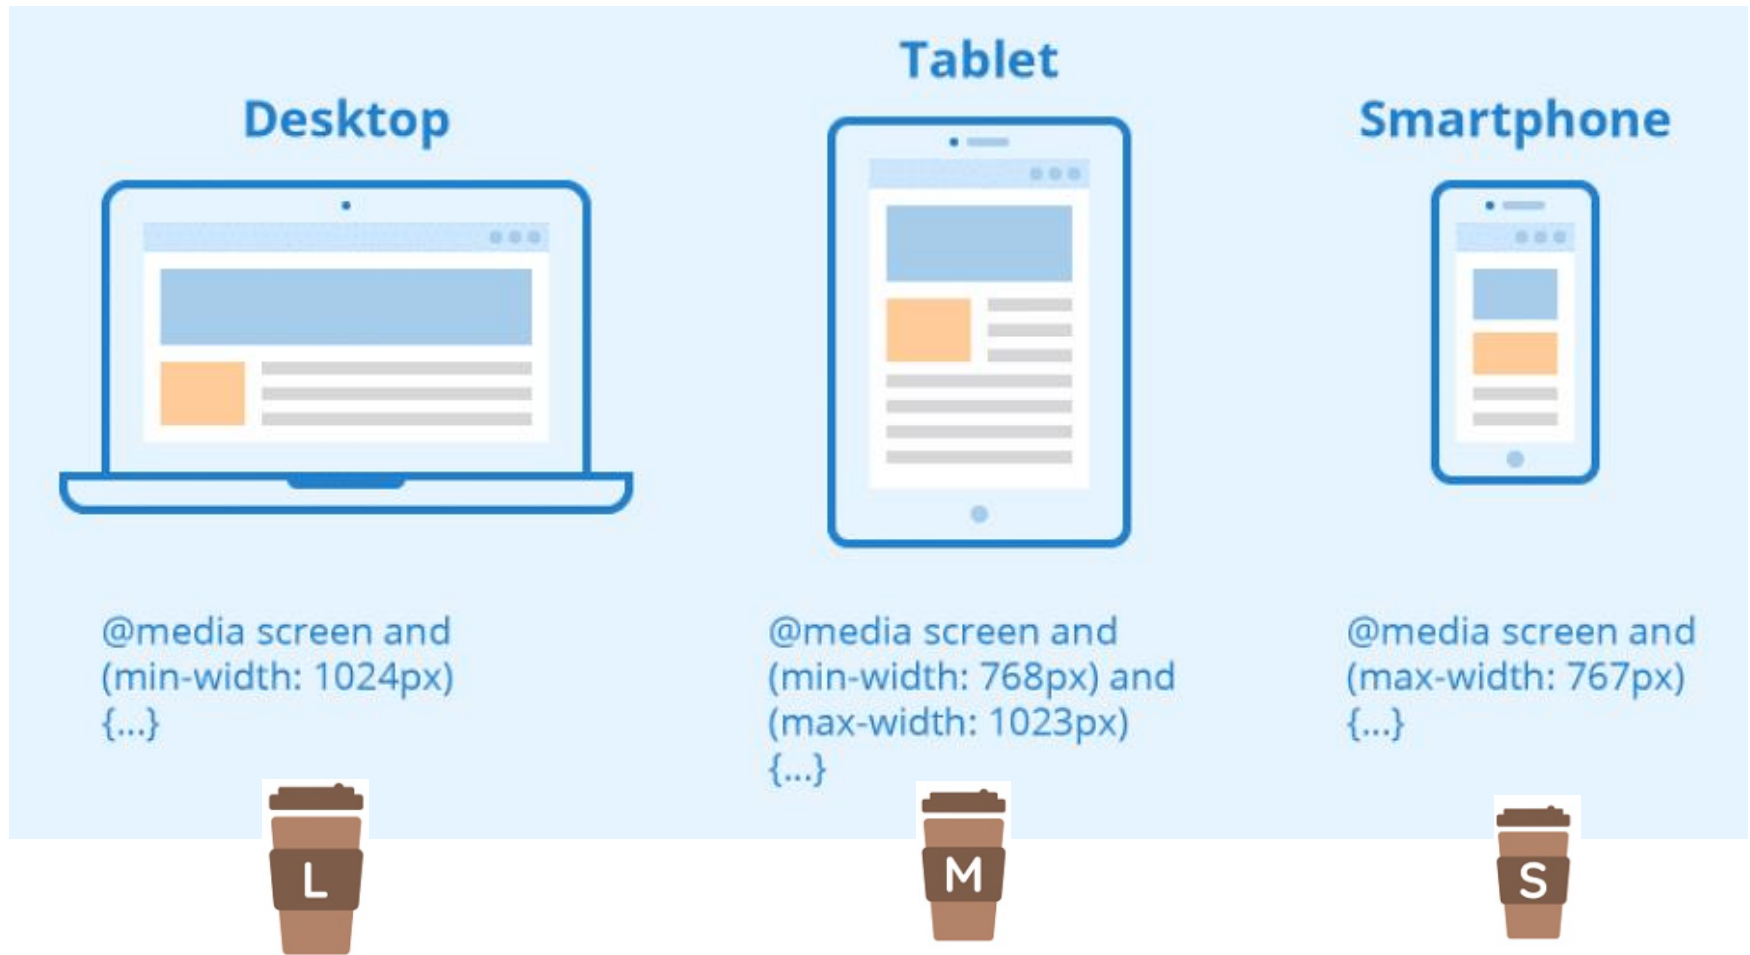 Desktop
Tablet
Smartphone
@media screen and
(min-width: 1024px)
{...}
@media screen and
(min-width: 768px) and
(max-width: 1023px)
{...}
@media screen and
(max-width: 767px)
{...}
L
M
S